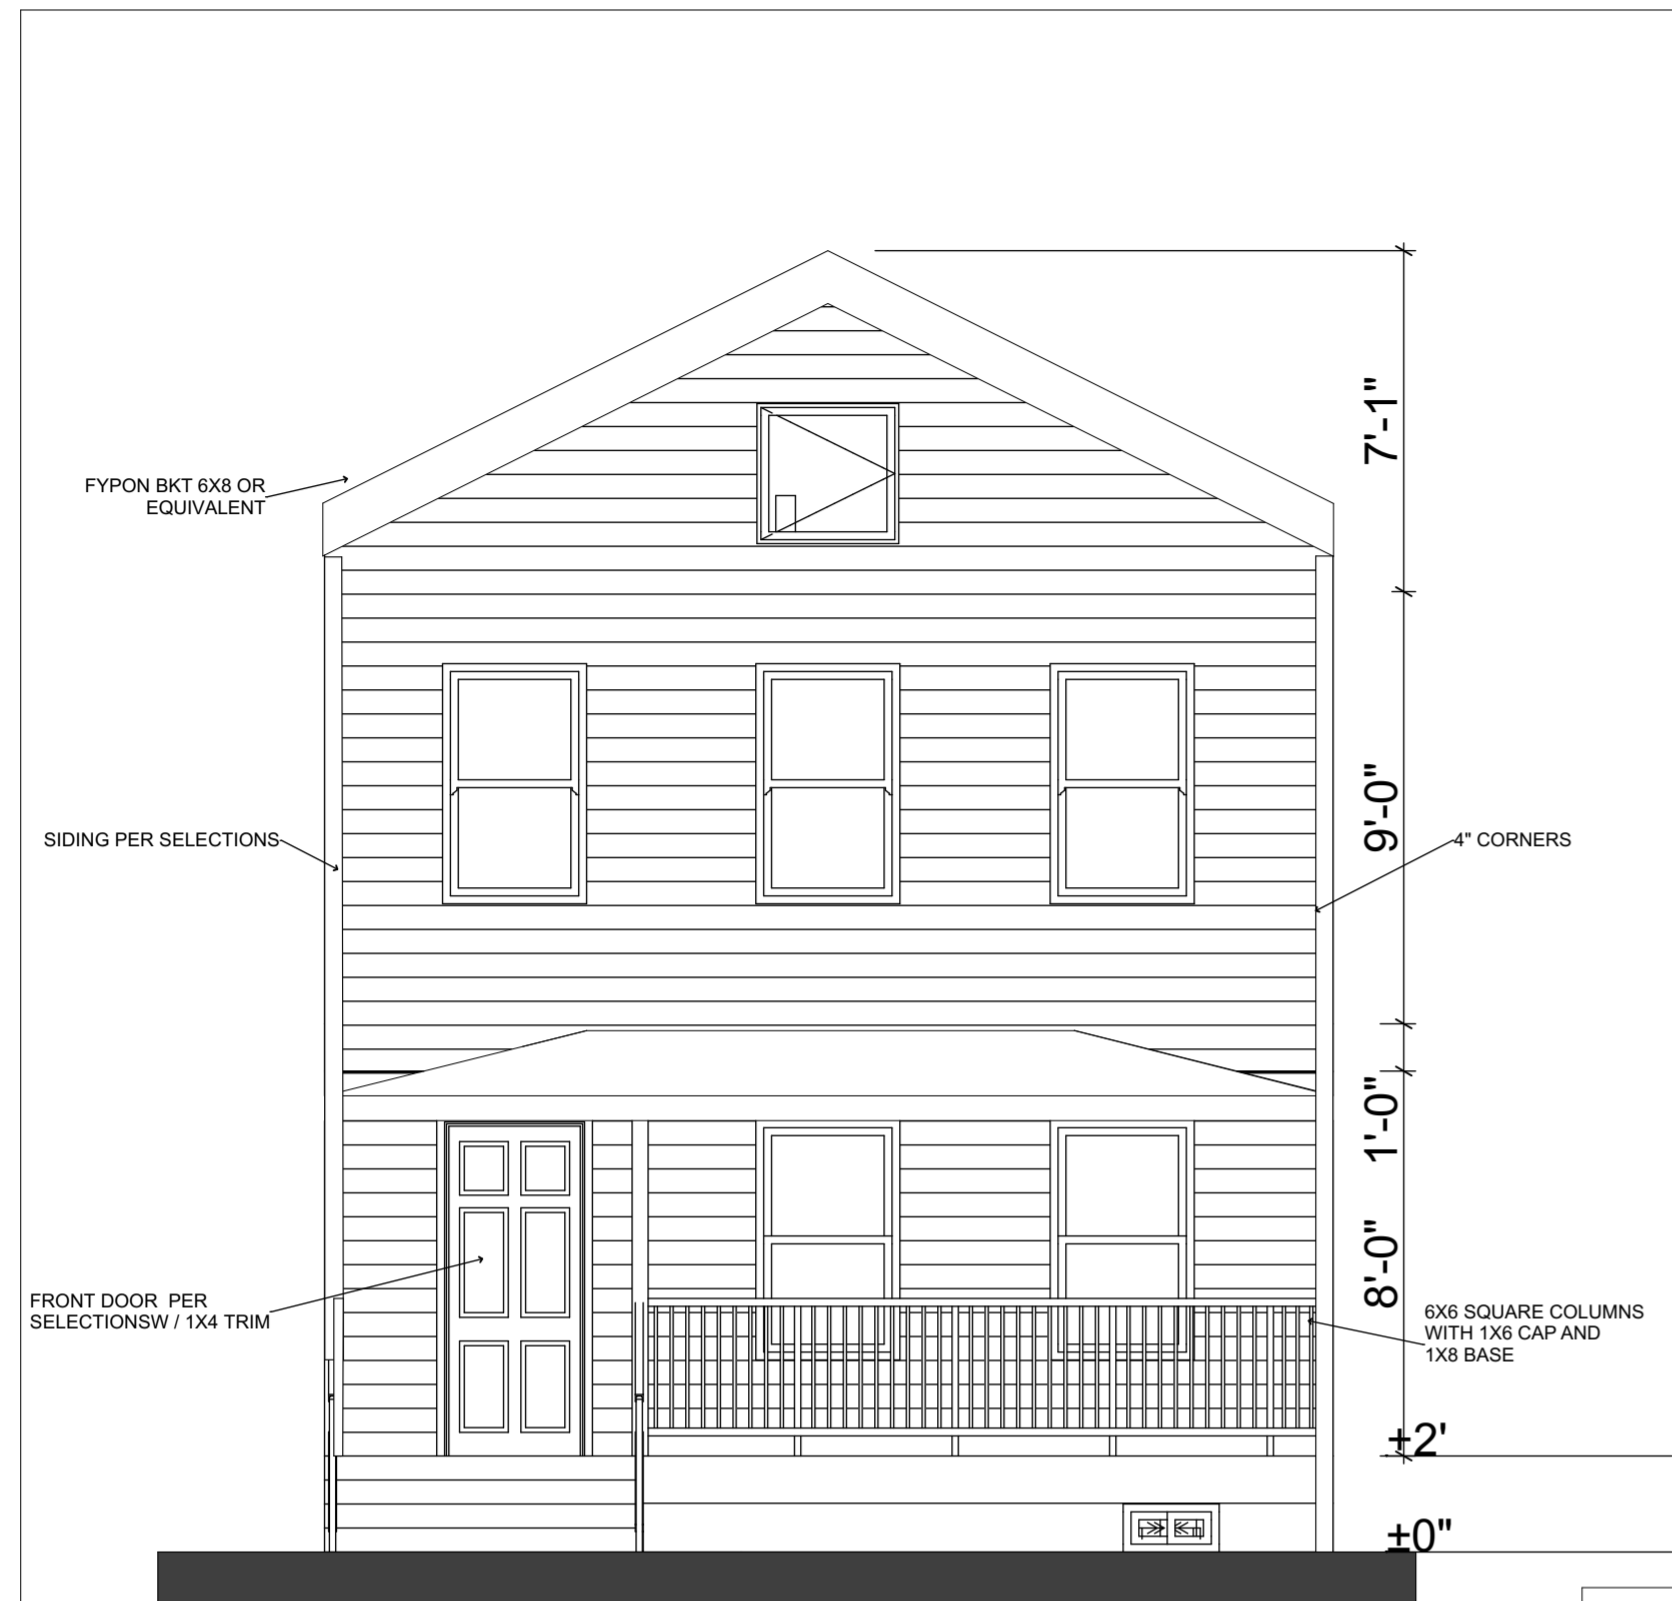 7'-1"
FYPON BKT 6X8 OR
EQUIVALENT
9'-0"
SIDING PER SELECTIONS
4" CORNERS
1'-0"
8'-0"
FRONT DOOR  PER
SELECTIONSW / 1X4 TRIM
6X6 SQUARE COLUMNS
WITH 1X6 CAP AND
1X8 BASE
±2'
±0"